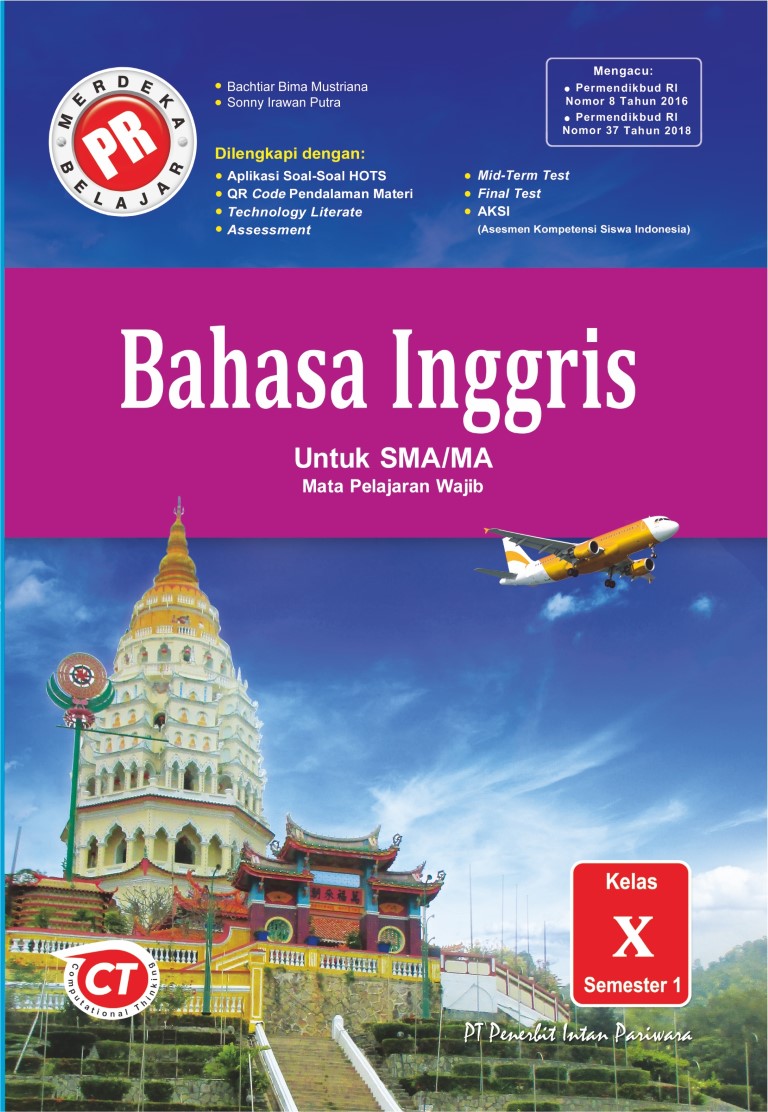 MERDEKA
PR
BELAJAR
Bachtiar Bima Mustriana
Sonny Irawan Putra
Mengacu:
Permendikbud RI
Nomor 8 Tahun 2016
Permendikbud RI
Nomor 37 Tahun 2018
Dilengkapi dengan:
Aplikasi Soal-Soal HOTS
QR Code Pendalaman Materi
Technology Literate
Assessment
Mid-Term Test
Final Test
AKSI
(Asesmen Kompetensi Siswa Indonesia)
Bahasa Inggris
Untuk SMA/MA
Mata Pelajaran Wajib
Kelas
X
Semester 1
CT
Computational Thinking
PT Penerbit Intan Pariwara